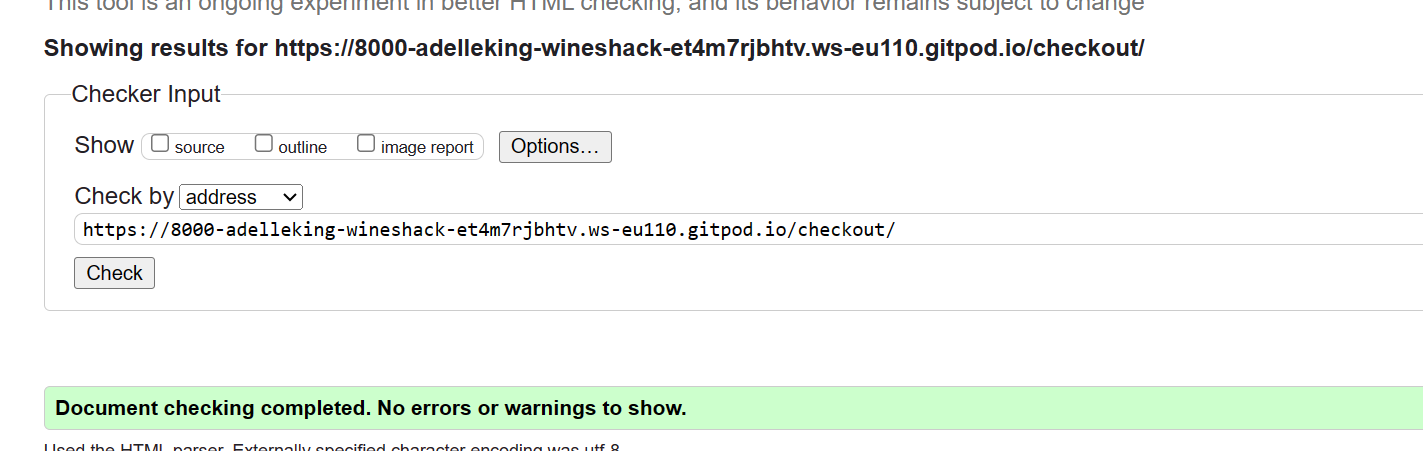 This tool is an ongoing experiment in better HTML checking, and its behavior remains subject to change
Showing results for https://8000-adelleking-wineshack-et4m7rjbhtv.ws-eu110.gitpod.io/checkout/
Checker Input
Show source outline image report Options...
Check by address
https://8000-adelleking-wineshack-et4m7rjbhtv.ws-eu110.gitpod.io/checkout/
Check
Document checking completed. No errors or warnings to show.
Used the HTML parser. Externally specified character encoding was utf-8.